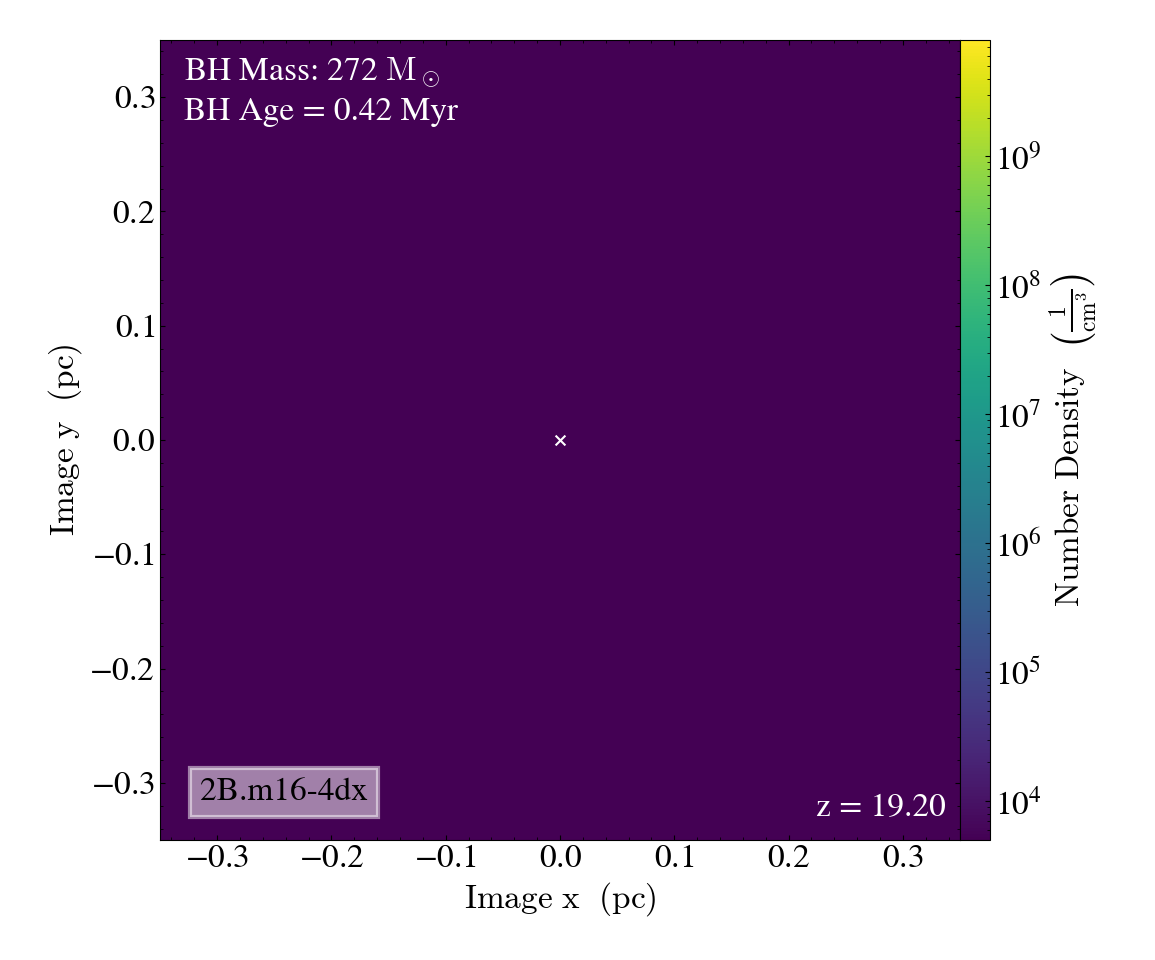 BH Mass: 272 M⊙
BH Age = 0.42 Myr
0.3
0.2
0.1
0.0
−0.1
−0.2
−0.3
Image y (pc)
2B.m16-4dx
z = 19.20
−0.3 −0.2 −0.1 0.0 0.1 0.2 0.3
Image x (pc)
10⁹
10⁸
10⁷
10⁶
10⁵
10⁴
Number Density (1/cm³)